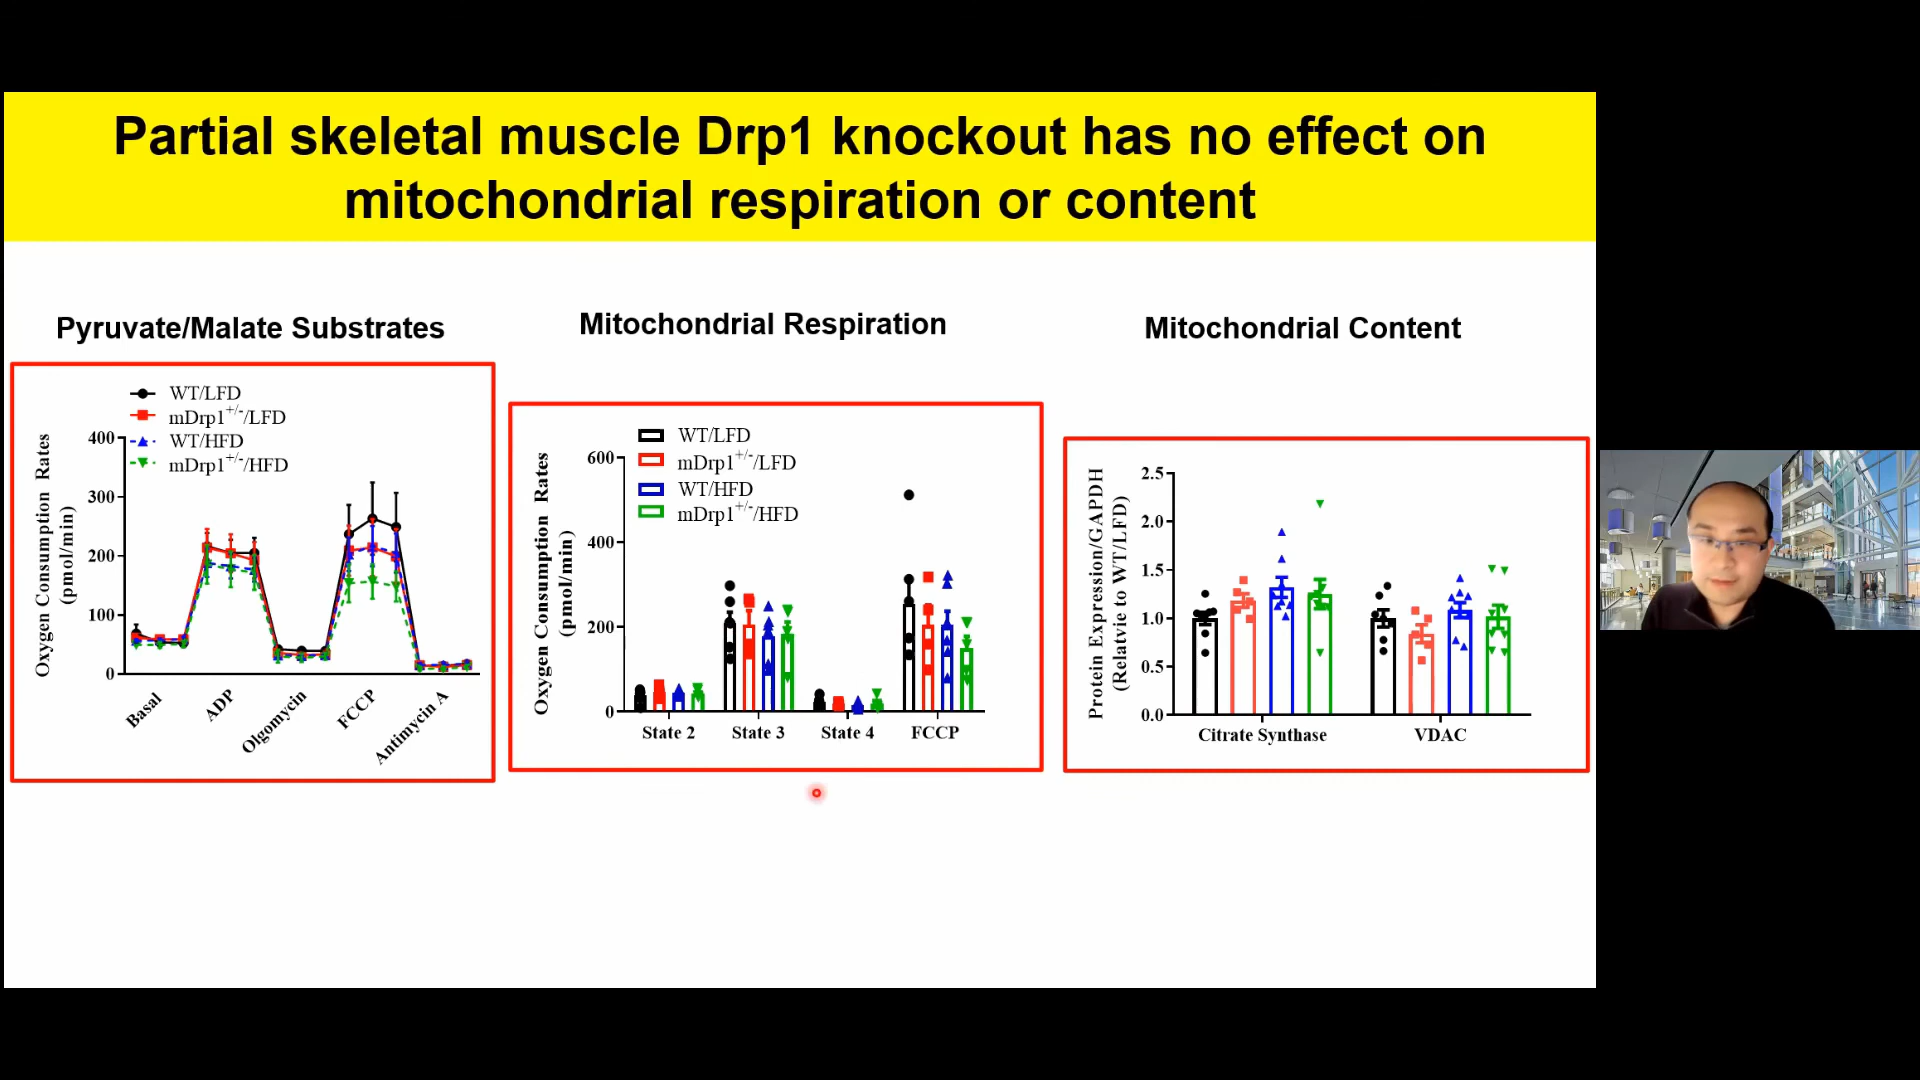 Partial skeletal muscle Drp1 knockout has no effect on
mitochondrial respiration or content
Pyruvate/Malate Substrates
WT/LFD
mDrp1+/-/LFD
WT/HFD
mDrp1+/-/HFD
Oxygen Consumption Rates
(pmol/min)
400
300
200
100
0
Basal
ADP
Olgomycin
FCCP
Antimycin A
Mitochondrial Respiration
WT/LFD
mDrp1+/-/LFD
WT/HFD
mDrp1+/-/HFD
Oxygen Consumption Rates
(pmol/min)
600
400
200
0
State 2
State 3
State 4
FCCP
Mitochondrial Content
Protein Expression/GAPDH
(Relatvie to WT/LFD)
2.5
2.0
1.5
1.0
0.5
0.0
Citrate Synthase
VDAC